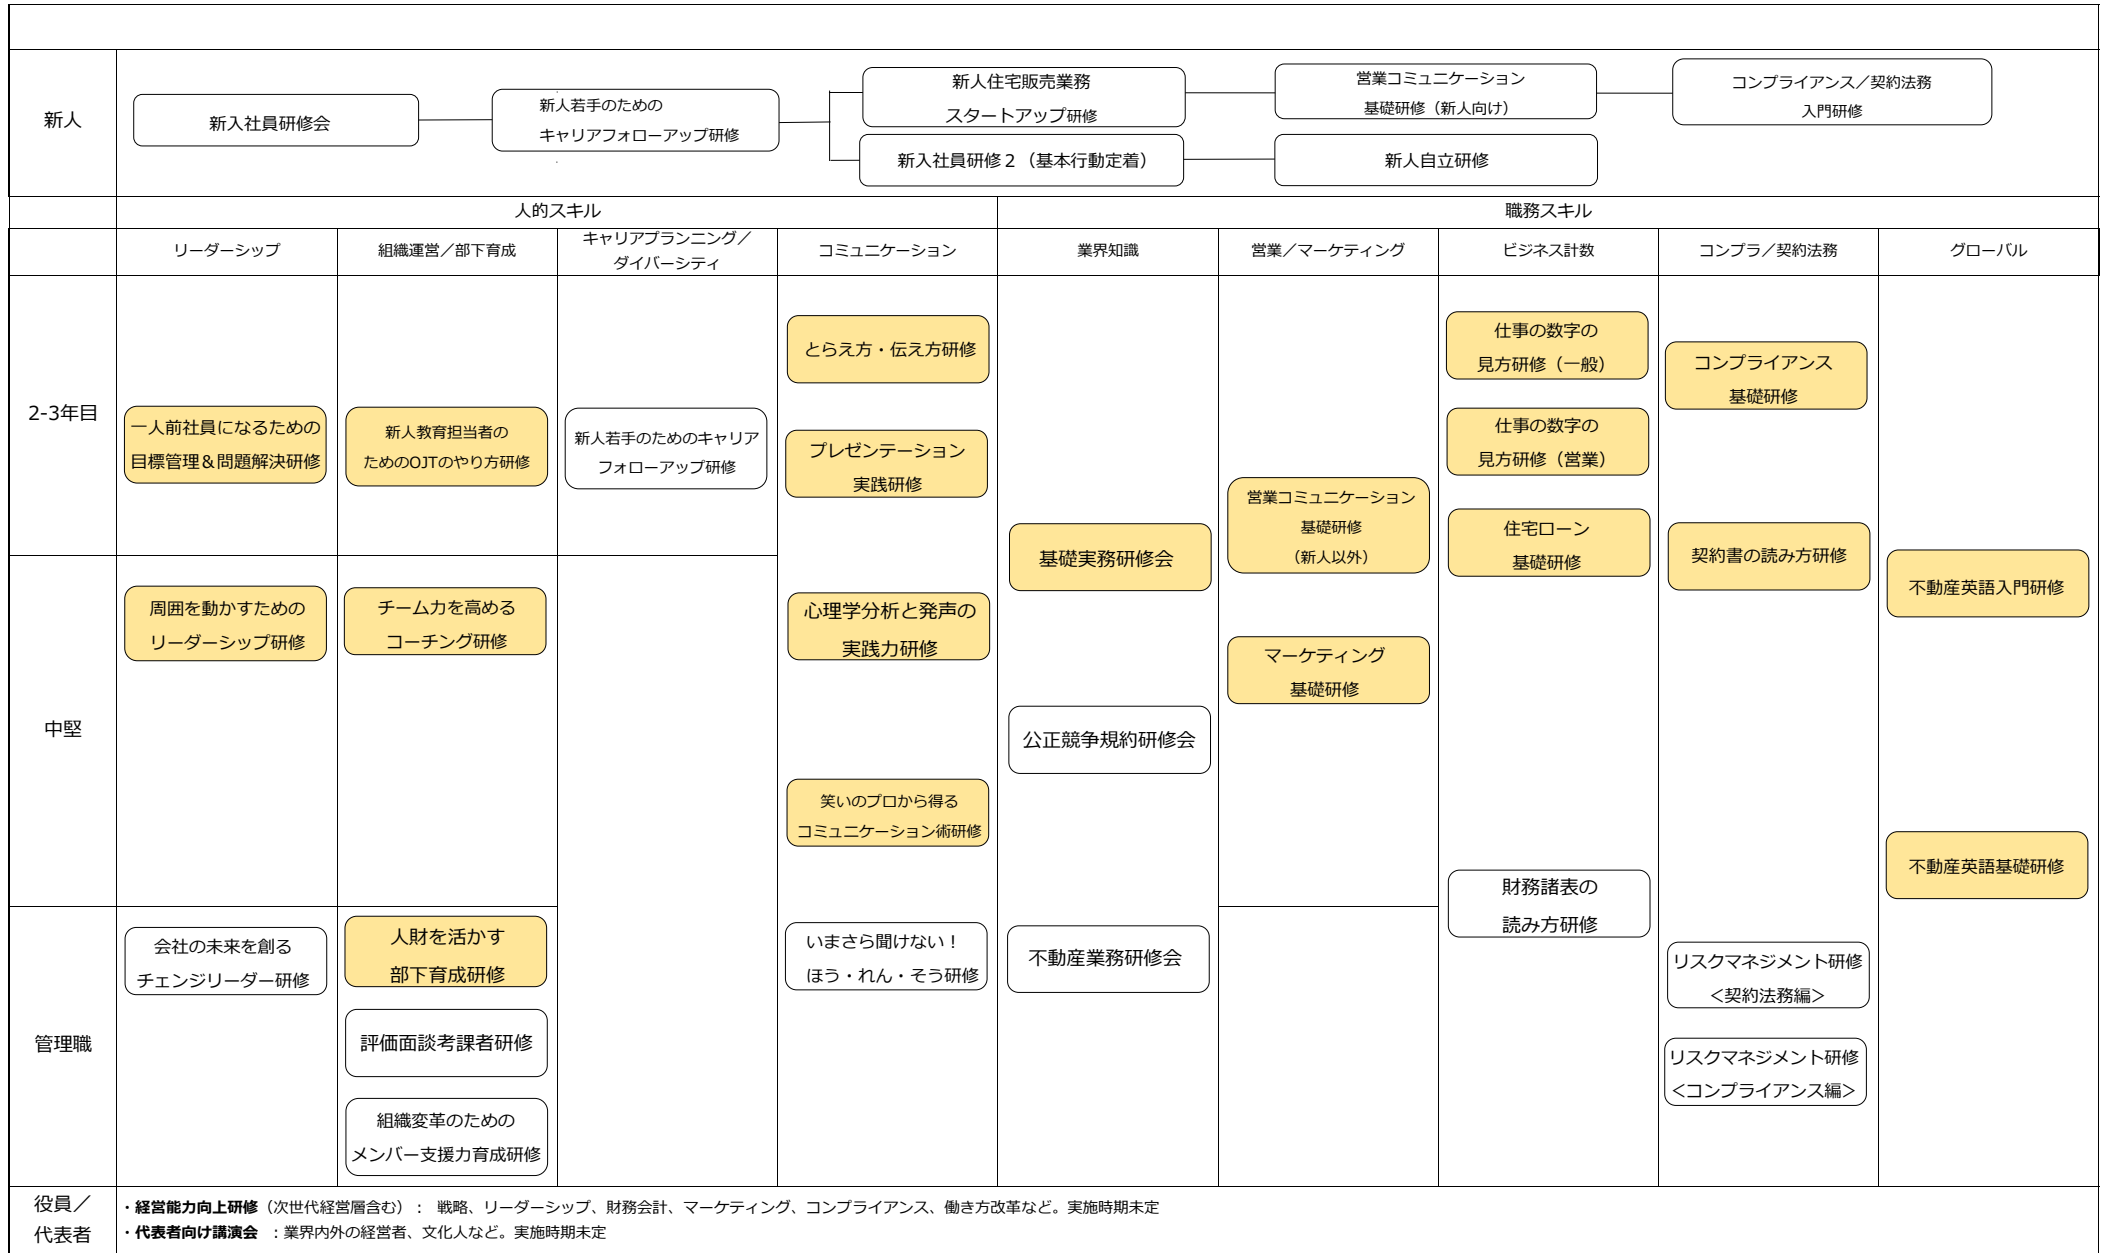 新人
新入社員研修会
新人若手のための
キャリアフォローアップ研修
新人住宅販売業務
スタートアップ研修
営業コミュニケーション
基礎研修（新人向け）
コンプライアンス／契約法務
入門研修
新入社員研修２（基本行動定着）
新人自立研修
人的スキル
職務スキル
リーダーシップ
組織運営／部下育成
キャリアプランニング／
ダイバーシティ
コミュニケーション
業界知識
営業／マーケティング
ビジネス計数
コンプラ／契約法務
グローバル
2-3年目
一人前社員になるための
目標管理＆問題解決研修
新人教育担当者の
ためのOJTのやり方研修
新人若手のためのキャリア
フォローアップ研修
とらえ方・伝え方研修
プレゼンテーション
実践研修
基礎実務研修会
営業コミュニケーション
基礎研修
（新人以外）
仕事の数字の
見方研修（一般）
仕事の数字の
見方研修（営業）
住宅ローン
基礎研修
コンプライアンス
基礎研修
契約書の読み方研修
不動産英語入門研修
中堅
周囲を動かすための
リーダーシップ研修
チーム力を高める
コーチング研修
心理学分析と発声の
実践力研修
笑いのプロから得る
コミュニケーション術研修
公正競争規約研修会
マーケティング
基礎研修
財務諸表の
読み方研修
不動産英語基礎研修
管理職
会社の未来を創る
チェンジリーダー研修
人財を活かす
部下育成研修
評価面談考課者研修
組織変革のための
メンバー支援力育成研修
いまさら聞けない！
ほう・れん・そう研修
不動産業務研修会
リスクマネジメント研修
＜契約法務編＞
リスクマネジメント研修
＜コンプライアンス編＞
役員／
代表者
・経営能力向上研修（次世代経営層含む）： 戦略、リーダーシップ、財務会計、マーケティング、コンプライアンス、働き方改革など。実施時期未定
・代表者向け講演会 ：業界内外の経営者、文化人など。実施時期未定